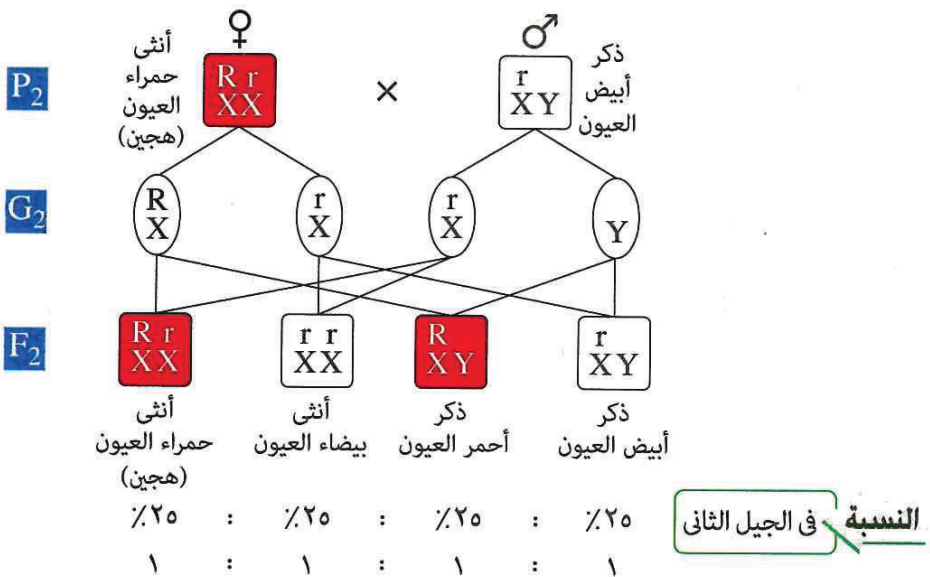 ♀ ♂
P₂
أنثى
حمراء
العيون
(هجين)
R r
XX
×
r
XY
ذكر
أبيض
العيون
G₂
R
X
r
X
r
X
Y
F₂
R r
XX
r r
XX
R
XY
r
XY
أنثى
حمراء العيون
(هجين)
أنثى
بيضاء العيون
ذكر
أحمر العيون
ذكر
أبيض العيون
النسبة فى الجيل الثانى
٢٥٪ : ٢٥٪ : ٢٥٪ : ٢٥٪
١ : ١ : ١ : ١